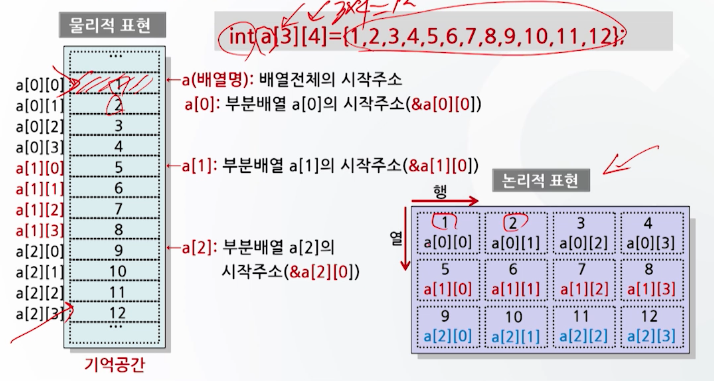 물리적 표현
3x4=12
int a[3][4]={1,2,3,4,5,6,7,8,9,10,11,12};
...
a[0][0] 1 ←a(배열명): 배열전체의 시작주소
a[0][1] 2 a[0]: 부분배열 a[0]의 시작주소(&a[0][0])
a[0][2] 3
a[0][3] 4
a[1][0] 5 ←a[1]: 부분배열 a[1]의 시작주소(&a[1][0])
a[1][1] 6
a[1][2] 7
a[1][3] 8
a[2][0] 9 ←a[2]: 부분배열 a[2]의
a[2][1] 10 시작주소(&a[2][0])
a[2][2] 11
a[2][3] 12
...
기억공간
논리적 표현
행
열
1 2 3 4
a[0][0] a[0][1] a[0][2] a[0][3]
5 6 7 8
a[1][0] a[1][1] a[1][2] a[1][3]
9 10 11 12
a[2][0] a[2][1] a[2][2] a[2][3]